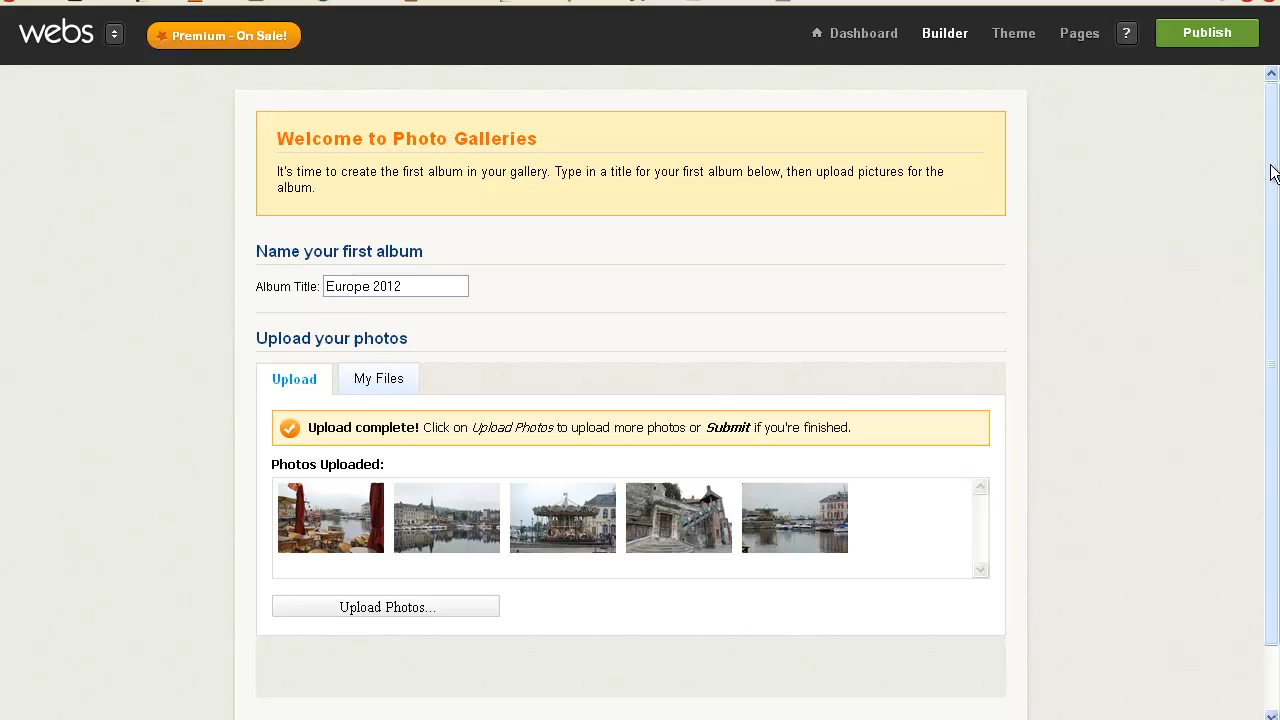 webs
Premium - On Sale!
Dashboard
Builder
Theme
Pages
?
Publish
Welcome to Photo Galleries
It's time to create the first album in your gallery. Type in a title for your first album below, then upload pictures for the
album.
Name your first album
Album Title: Europe 2012
Upload your photos
Upload
My Files
Upload complete! Click on Upload Photos to upload more photos or Submit if you're finished.
Photos Uploaded:
Upload Photos...